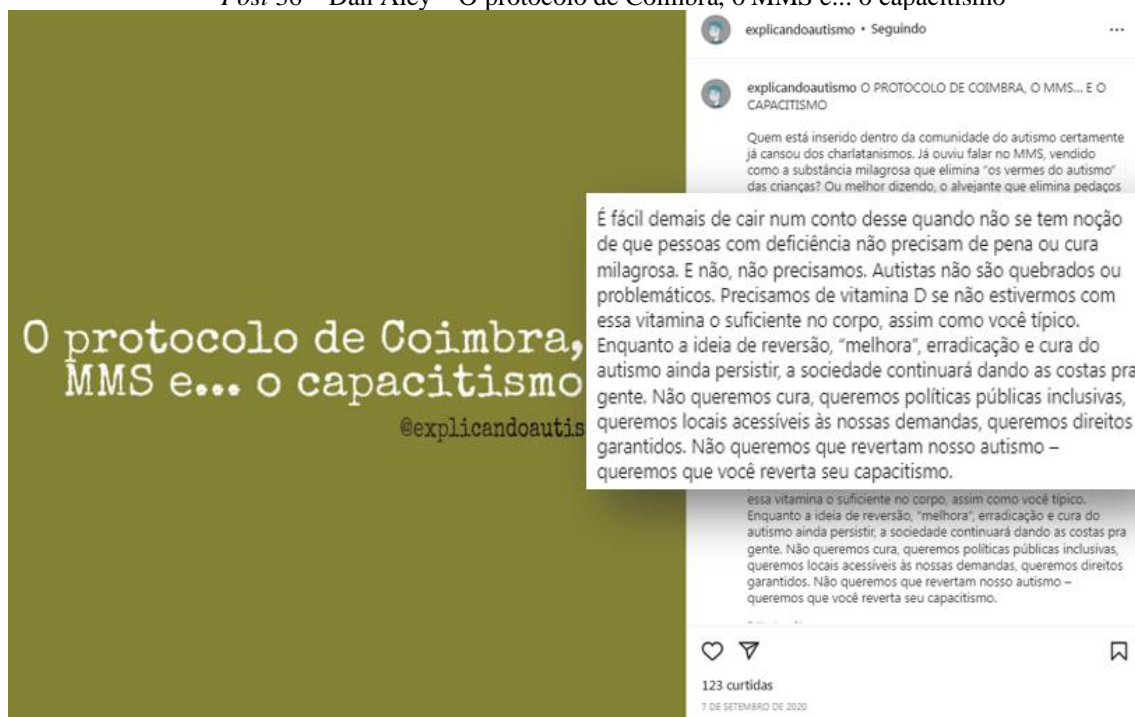 Post 36 – Dan Aley – O protocolo de Coimbra, o MMS e... o capacitismo
O protocolo de Coimbra,
MMS e... o capacitismo
@explicandoautis
explicandoautismo • Seguindo
explicandoautismo O PROTOCOLO DE COIMBRA, O MMS... E O
CAPACITISMO
Quem está inserido dentro da comunidade do autismo certamente
já cansou dos charlatanismos. Já ouviu falar no MMS, vendido
como a substância milagrosa que elimina "os vermes do autismo"
das crianças? Ou melhor dizendo, o alvejante que elimina pedaços
É fácil demais de cair num conto desse quando não se tem noção
de que pessoas com deficiência não precisam de pena ou cura
milagrosa. E não, não precisamos. Autistas não são quebrados ou
problemáticos. Precisamos de vitamina D se não estivermos com
essa vitamina o suficiente no corpo, assim como você típico.
Enquanto a ideia de reversão, "melhora", erradicação e cura do
autismo ainda persistir, a sociedade continuará dando as costas pra
gente. Não queremos cura, queremos políticas públicas inclusivas,
queremos locais acessíveis às nossas demandas, queremos direitos
garantidos. Não queremos que revertam nosso autismo –
queremos que você reverta seu capacitismo.
essa vitamina o suficiente no corpo, assim como você típico.
Enquanto a ideia de reversão, "melhora", erradicação e cura do
autismo ainda persistir, a sociedade continuará dando as costas pra
gente. Não queremos cura, queremos políticas públicas inclusivas,
queremos locais acessíveis às nossas demandas, queremos direitos
garantidos. Não queremos que revertam nosso autismo –
queremos que você reverta seu capacitismo.
123 curtidas
7 DE SETEMBRO DE 2020